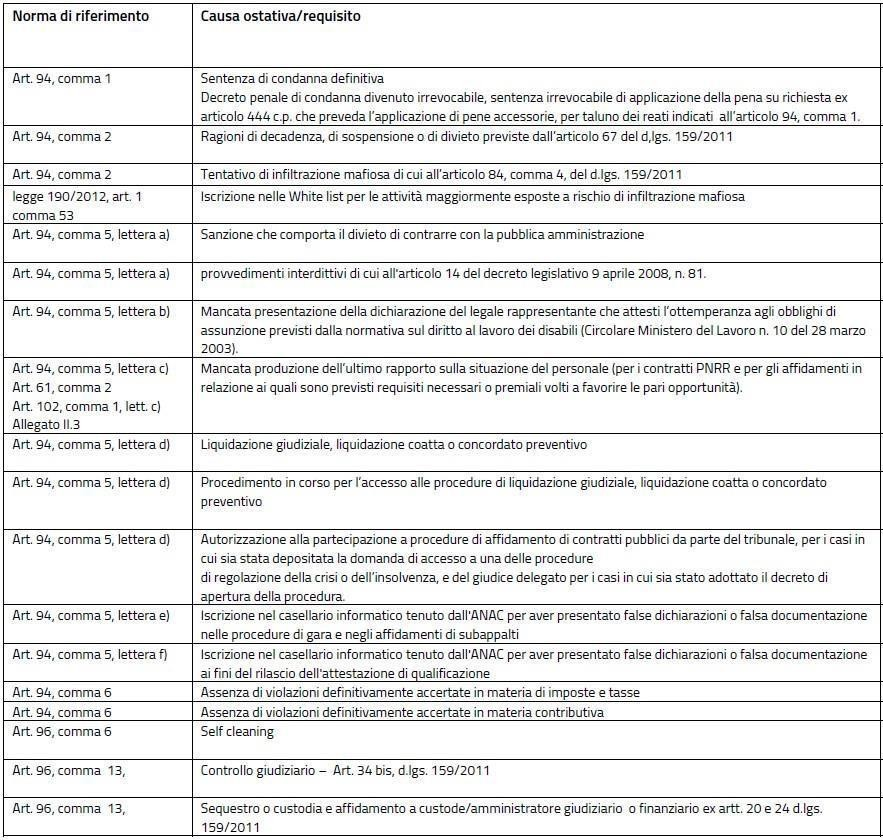 Norma di riferimento
Causa ostativa/requisito
Art. 94, comma 1
Sentenza di condanna definitiva
Decreto penale di condanna divenuto irrevocabile, sentenza irrevocabile di applicazione della pena su richiesta ex
articolo 444 c.p. che preveda l’applicazione di pene accessorie, per taluno dei reati indicati all’articolo 94, comma 1.
Art. 94, comma 2
Ragioni di decadenza, di sospensione o di divieto previste dall’articolo 67 del d,lgs. 159/2011
Art. 94, comma 2
Tentativo di infiltrazione mafiosa di cui all’articolo 84, comma 4, del d.lgs. 159/2011
legge 190/2012, art. 1
comma 53
Iscrizione nelle White list per le attività maggiormente esposte a rischio di infiltrazione mafiosa
Art. 94, comma 5, lettera a)
Sanzione che comporta il divieto di contrarre con la pubblica amministrazione
Art. 94, comma 5, lettera a)
provvedimenti interdittivi di cui all'articolo 14 del decreto legislativo 9 aprile 2008, n. 81.
Art. 94, comma 5, lettera b)
Mancata presentazione della dichiarazione del legale rappresentante che attesti l’ottemperanza agli obblighi di
assunzione previsti dalla normativa sul diritto al lavoro dei disabili (Circolare Ministero del Lavoro n. 10 del 28 marzo
2003).
Art. 94, comma 5, lettera c)
Art. 61, comma 2
Art. 102, comma 1, lett. c)
Allegato II.3
Mancata produzione dell’ultimo rapporto sulla situazione del personale (per i contratti PNRR e per gli affidamenti in
relazione ai quali sono previsti requisiti necessari o premiali volti a favorire le pari opportunità).
Art. 94, comma 5, lettera d)
Liquidazione giudiziale, liquidazione coatta o concordato preventivo
Art. 94, comma 5, lettera d)
Procedimento in corso per l’accesso alle procedure di liquidazione giudiziale, liquidazione coatta o concordato
preventivo
Art. 94, comma 5, lettera d)
Autorizzazione alla partecipazione a procedure di affidamento di contratti pubblici da parte del tribunale, per i casi in
cui sia stata depositata la domanda di accesso a una delle procedure
di regolazione della crisi o dell’insolvenza, e del giudice delegato per i casi in cui sia stato adottato il decreto di
apertura della procedura.
Art. 94, comma 5, lettera e)
Iscrizione nel casellario informatico tenuto dall'ANAC per aver presentato false dichiarazioni o falsa documentazione
nelle procedure di gara e negli affidamenti di subappalti
Art. 94, comma 5, lettera f)
Iscrizione nel casellario informatico tenuto dall'ANAC per aver presentato false dichiarazioni o falsa documentazione
ai fini del rilascio dell'attestazione di qualificazione
Art. 94, comma 6
Assenza di violazioni definitivamente accertate in materia di imposte e tasse
Art. 94, comma 6
Assenza di violazioni definitivamente accertate in materia contributiva
Art. 96, comma 6
Self cleaning
Art. 96, comma 13,
Controllo giudiziario – Art. 34 bis, d.lgs. 159/2011
Art. 96, comma 13,
Sequestro o custodia e affidamento a custode/amministratore giudiziario o finanziario ex artt. 20 e 24 d.lgs.
159/2011